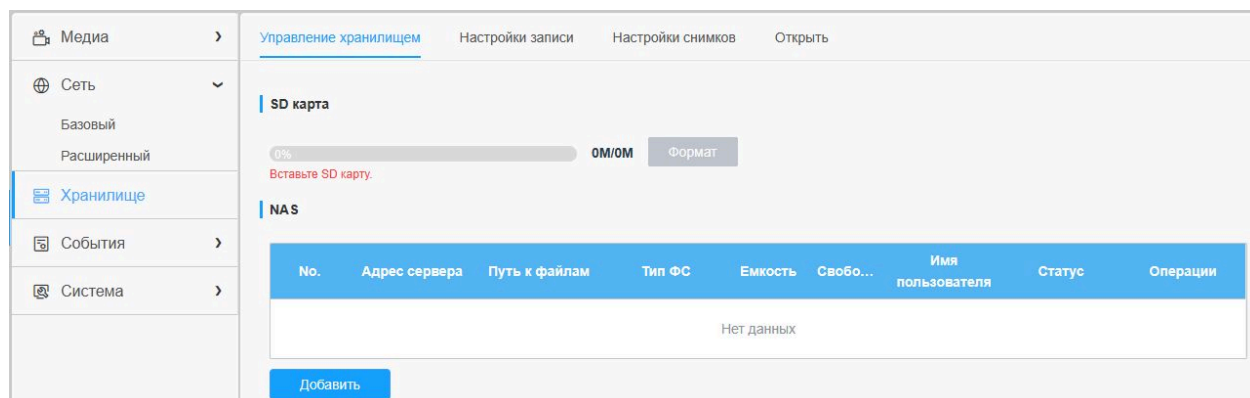 Медиа
Сеть
Базовый
Расширенный
Хранилище
События
Система
Управление хранилищем Настройки записи Настройки снимков Открыть
SD карта
0% 0M/0M Формат
Вставьте SD карту.
NAS
No. Адрес сервера Путь к файлам Тип ФС Емкость Свобо... Имя пользователя Статус Операции
Нет данных
Добавить